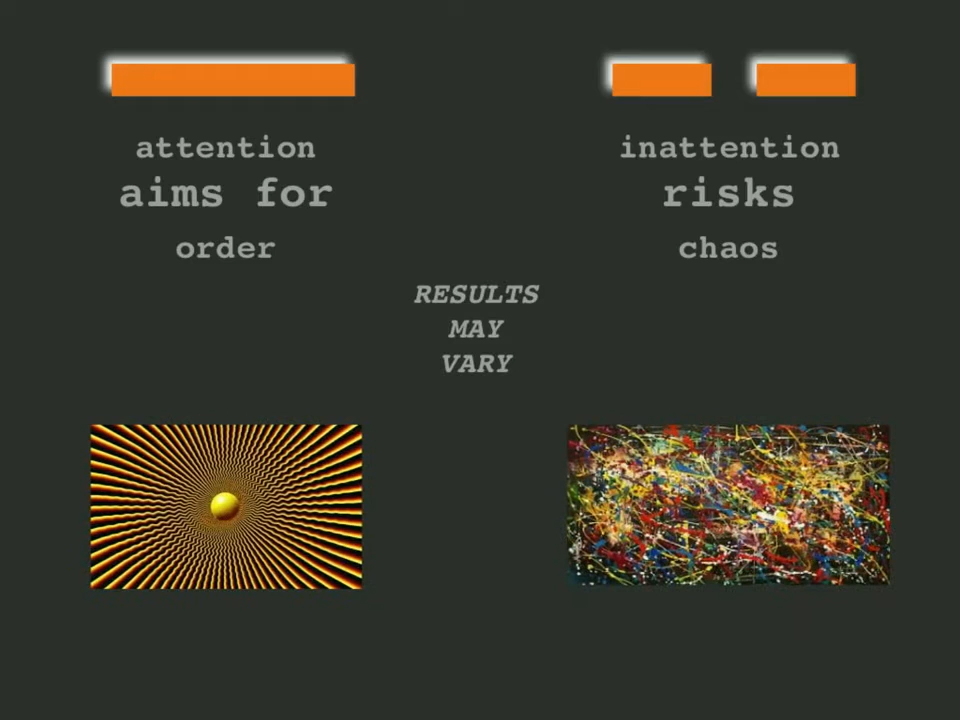 attention
aims for
order
inattention
risks
chaos
RESULTS
MAY
VARY